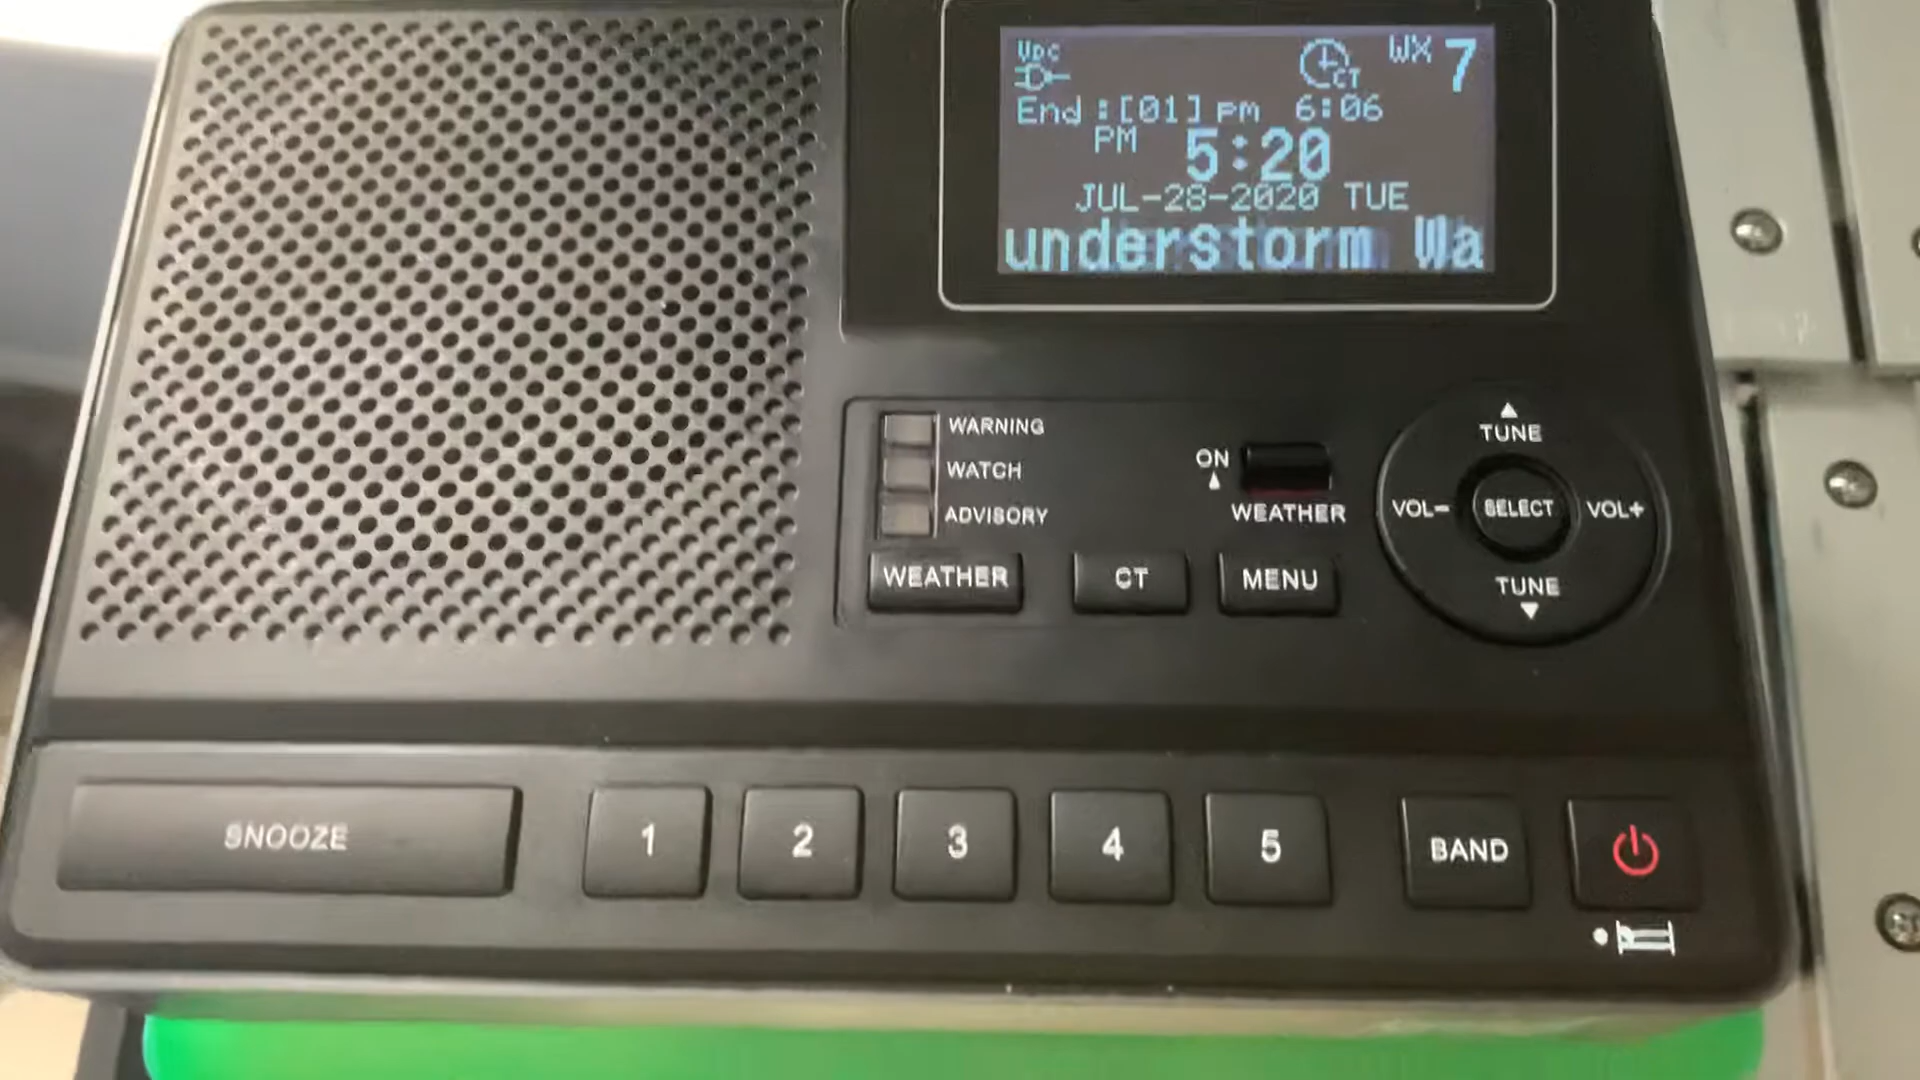 VDC
CT
WX 7
End :[01] pm 6:06
PM 5:20
JUL-28-2020 TUE
understorm Wa
WARNING
WATCH
ADVISORY
ON
WEATHER
WEATHER
CT
MENU
TUNE
VOL-
SELECT
VOL+
TUNE
SNOOZE
1
2
3
4
5
BAND